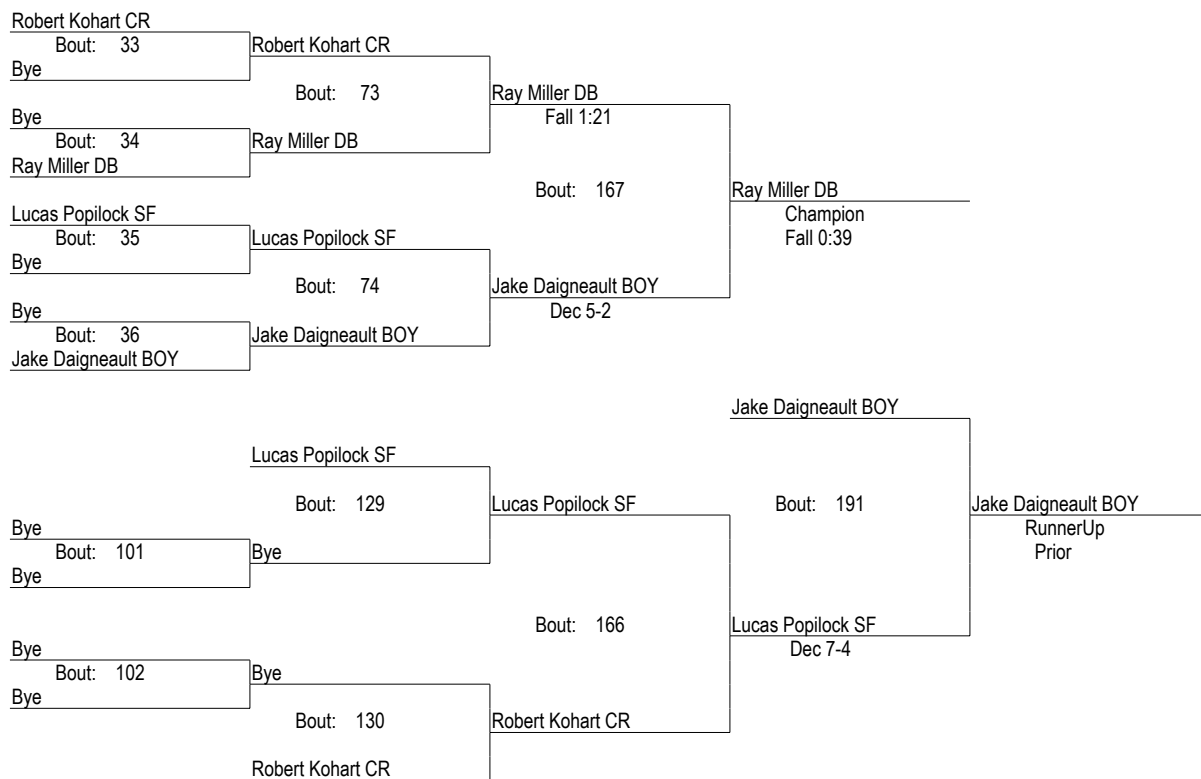 Robert Kohart CR
Bout: 33
Robert Kohart CR
Bye
Bout: 73
Ray Miller DB
Bye
Fall 1:21
Bout: 34
Ray Miller DB
Ray Miller DB
Bout: 167
Ray Miller DB
Lucas Popilock SF
Champion
Bout: 35
Lucas Popilock SF
Fall 0:39
Bye
Bout: 74
Jake Daigneault BOY
Bye
Dec 5-2
Bout: 36
Jake Daigneault BOY
Jake Daigneault BOY
Jake Daigneault BOY
Lucas Popilock SF
Bout: 129
Lucas Popilock SF
Bout: 191
Jake Daigneault BOY
Bye
RunnerUp
Bout: 101
Bye
Prior
Bye
Bout: 166
Lucas Popilock SF
Bye
Dec 7-4
Bout: 102
Bye
Bye
Bout: 130
Robert Kohart CR
Robert Kohart CR